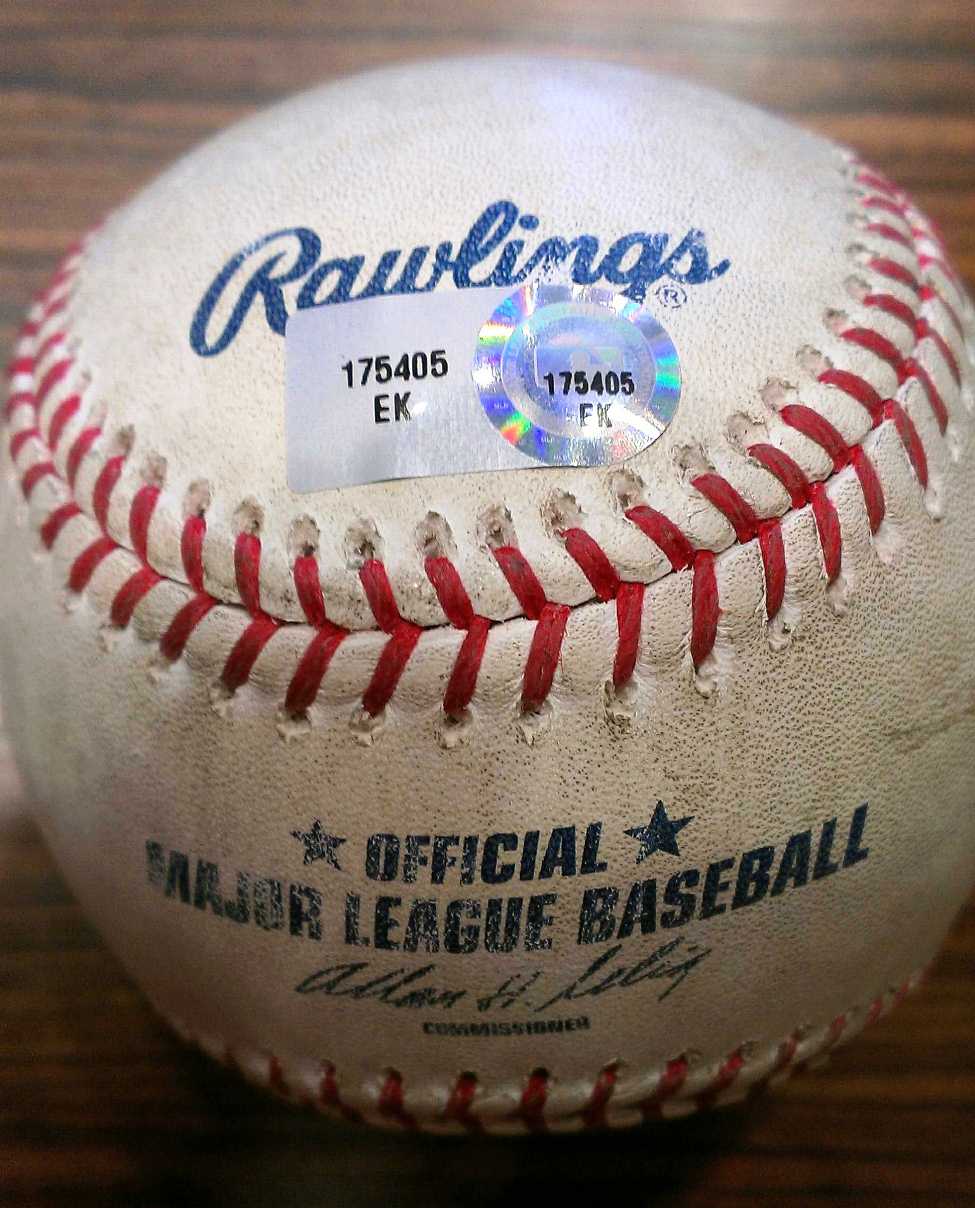 Rawlings ®
175405
EK
175405
EK
OFFICIAL
MAJOR LEAGUE BASEBALL
Allan H. Selig
COMMISSIONER